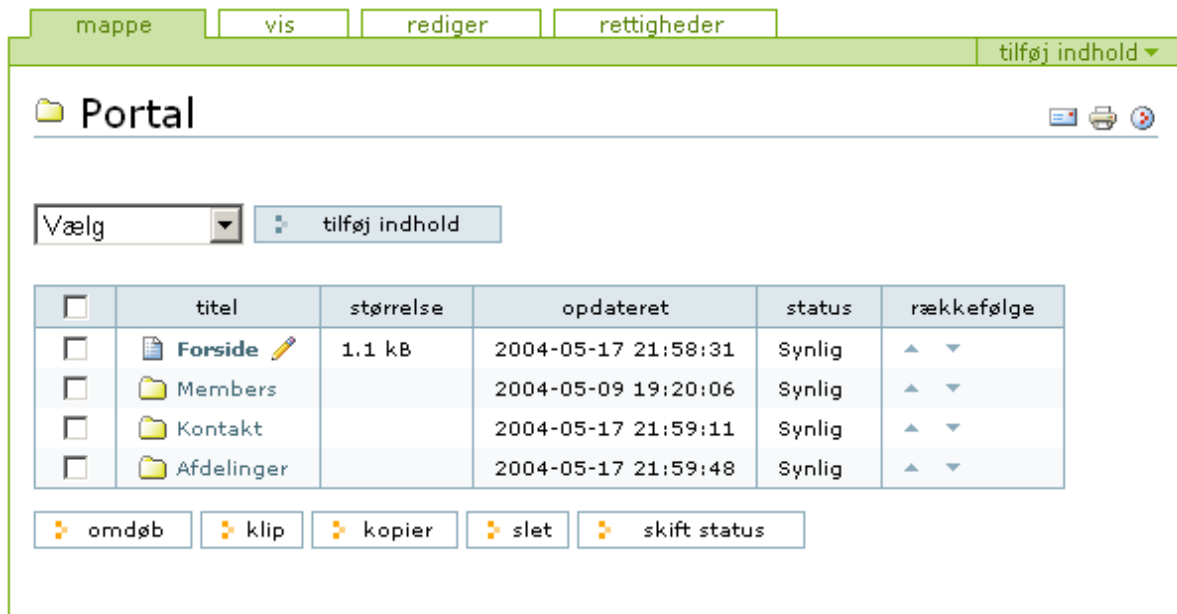 mappe vis rediger rettigheder
tilføj indhold
Portal
Vælg tilføj indhold
titel størrelse opdateret status rækkefølge
Forside 1.1 kB 2004-05-17 21:58:31 Synlig
Members 2004-05-09 19:20:06 Synlig
Kontakt 2004-05-17 21:59:11 Synlig
Afdelinger 2004-05-17 21:59:48 Synlig
omdøb klip kopier slet skift status